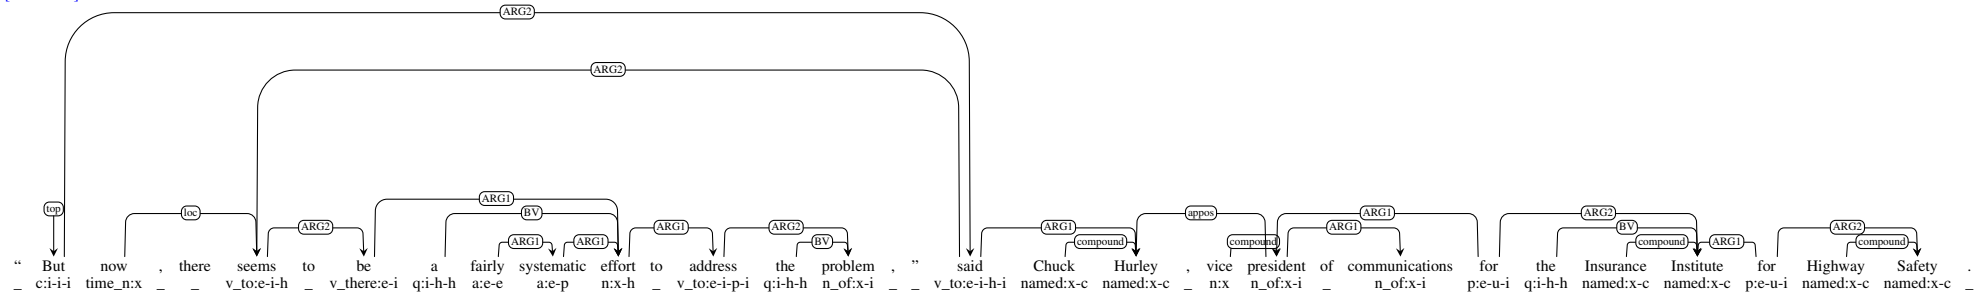 ARG2
ARG2
top loc ARG2 ARG1 BV ARG1 ARG1 ARG1 ARG2 BV ARG1 compound appos compound ARG1 ARG1 ARG2 BV compound ARG1 ARG2 compound
“ But now , there seems to be a fairly systematic effort to address the problem , ” said Chuck Hurley , vice president of communications for the Insurance Institute for Highway Safety .
_ c:i-i-i time_n:x _ _ v_to:e-i-h _ v_there:e-i q:i-h-h a:e-e a:e-p n:x-h _ v_to:e-i-p-i q:i-h-h n_of:x-i _ _ v_to:e-i-h-i named:x-c named:x-c _ n:x n_of:x-i _ n_of:x-i p:e-u-i q:i-h-h named:x-c named:x-c p:e-u-i named:x-c named:x-c _